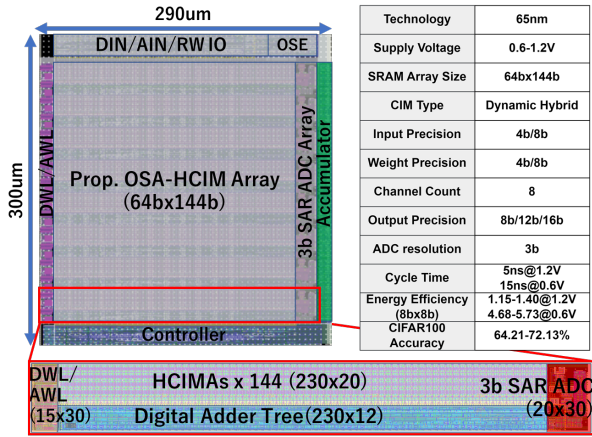 290um
300um
DIN/AIN/RW IO
OSE
DWL/AWL
Prop. OSA-HCIM Array
(64bx144b)
3b SAR ADC Array
Accumulator
Controller
Technology 65nm
Supply Voltage 0.6-1.2V
SRAM Array Size 64bx144b
CIM Type Dynamic Hybrid
Input Precision 4b/8b
Weight Precision 4b/8b
Channel Count 8
Output Precision 8b/12b/16b
ADC resolution 3b
Cycle Time 5ns@1.2V
15ns@0.6V
Energy Efficiency 1.15-1.40@1.2V
(8bx8b) 4.68-5.73@0.6V
CIFAR100 64.21-72.13%
Accuracy
DWL/
AWL
(15x30)
HCIMAs x 144 (230x20)
Digital Adder Tree(230x12)
3b SAR ADC
(20x30)